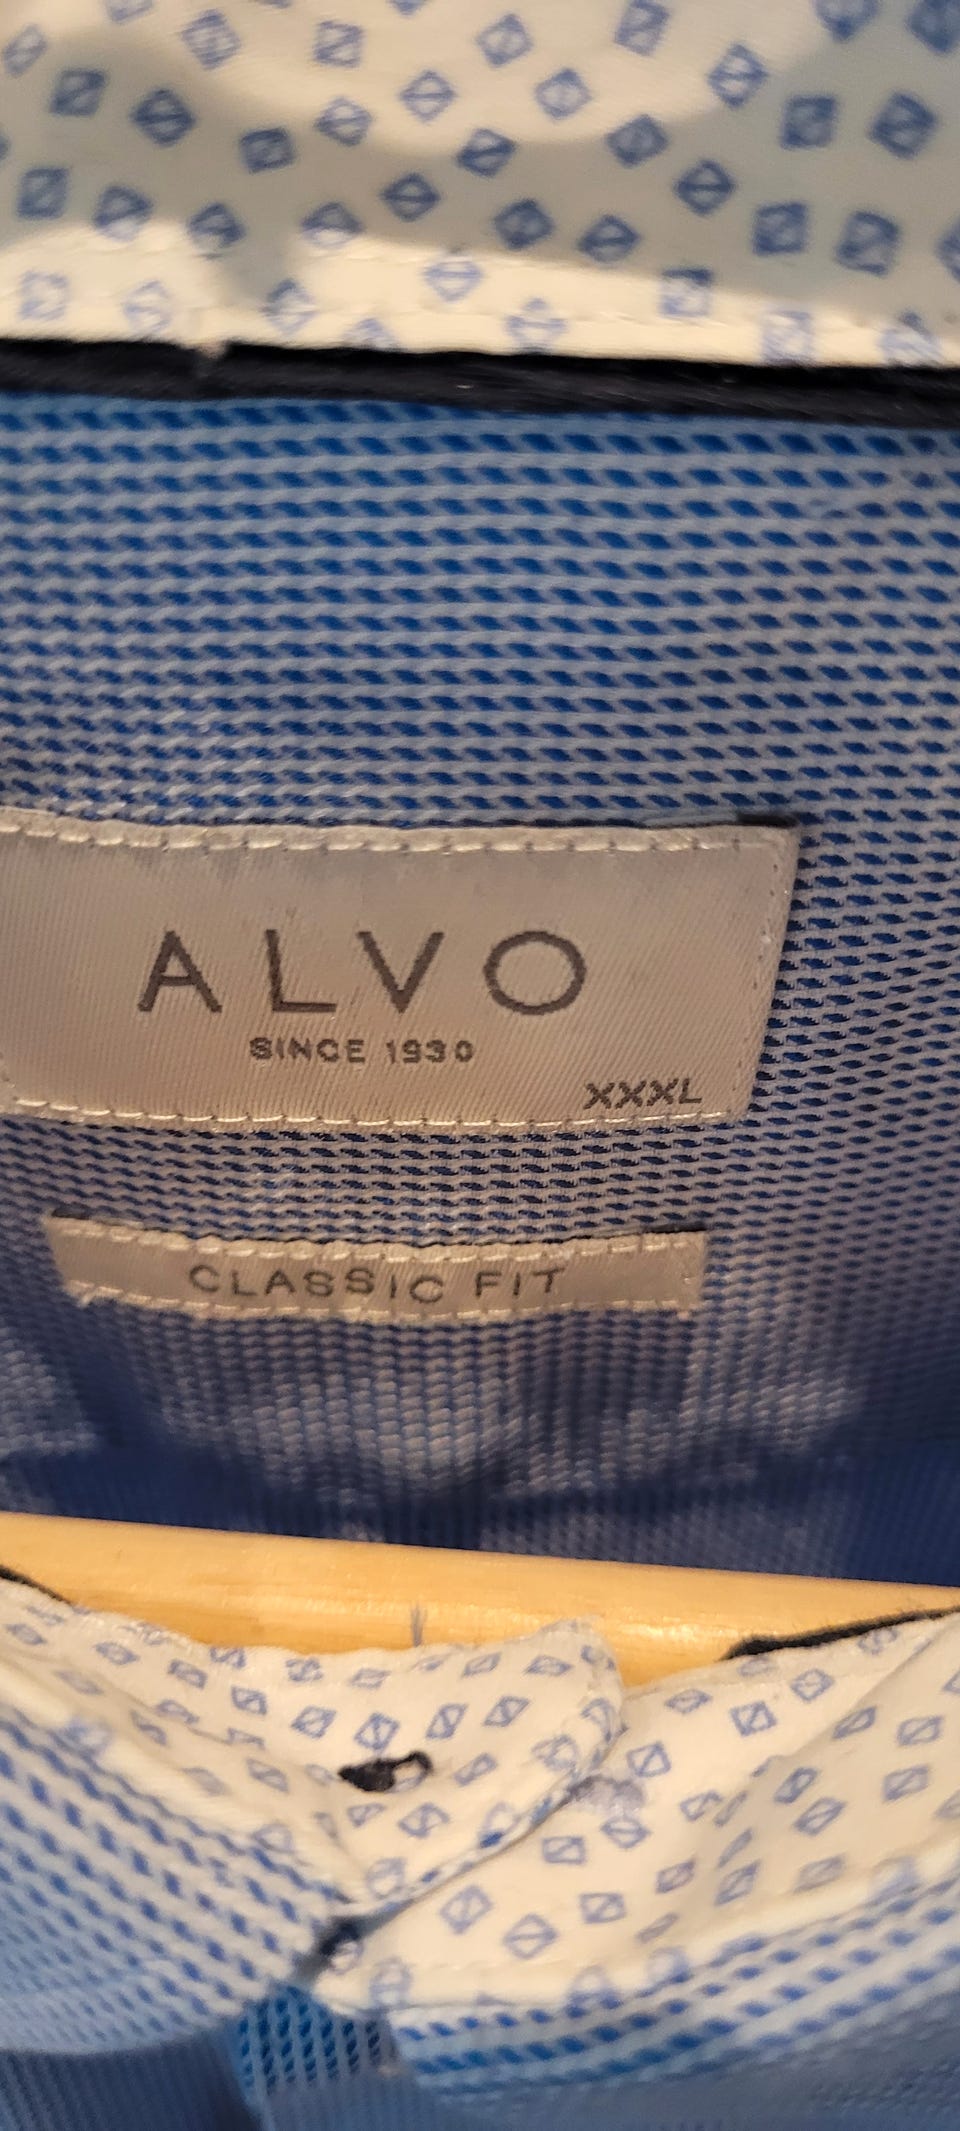 ALVO
SINCE 1930
XXXL
CLASSIC FIT